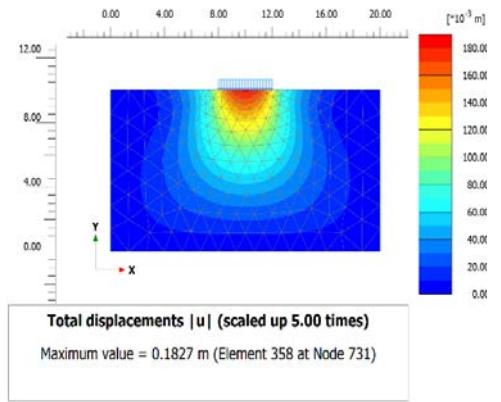 0.00 4.00 8.00 12.00 16.00 20.00
[*10⁻³ m]
12.00
8.00
4.00
0.00
Y
X
180.00
160.00
140.00
120.00
100.00
80.00
60.00
40.00
20.00
0.00
Total displacements |u| (scaled up 5.00 times)
Maximum value = 0.1827 m (Element 358 at Node 731)